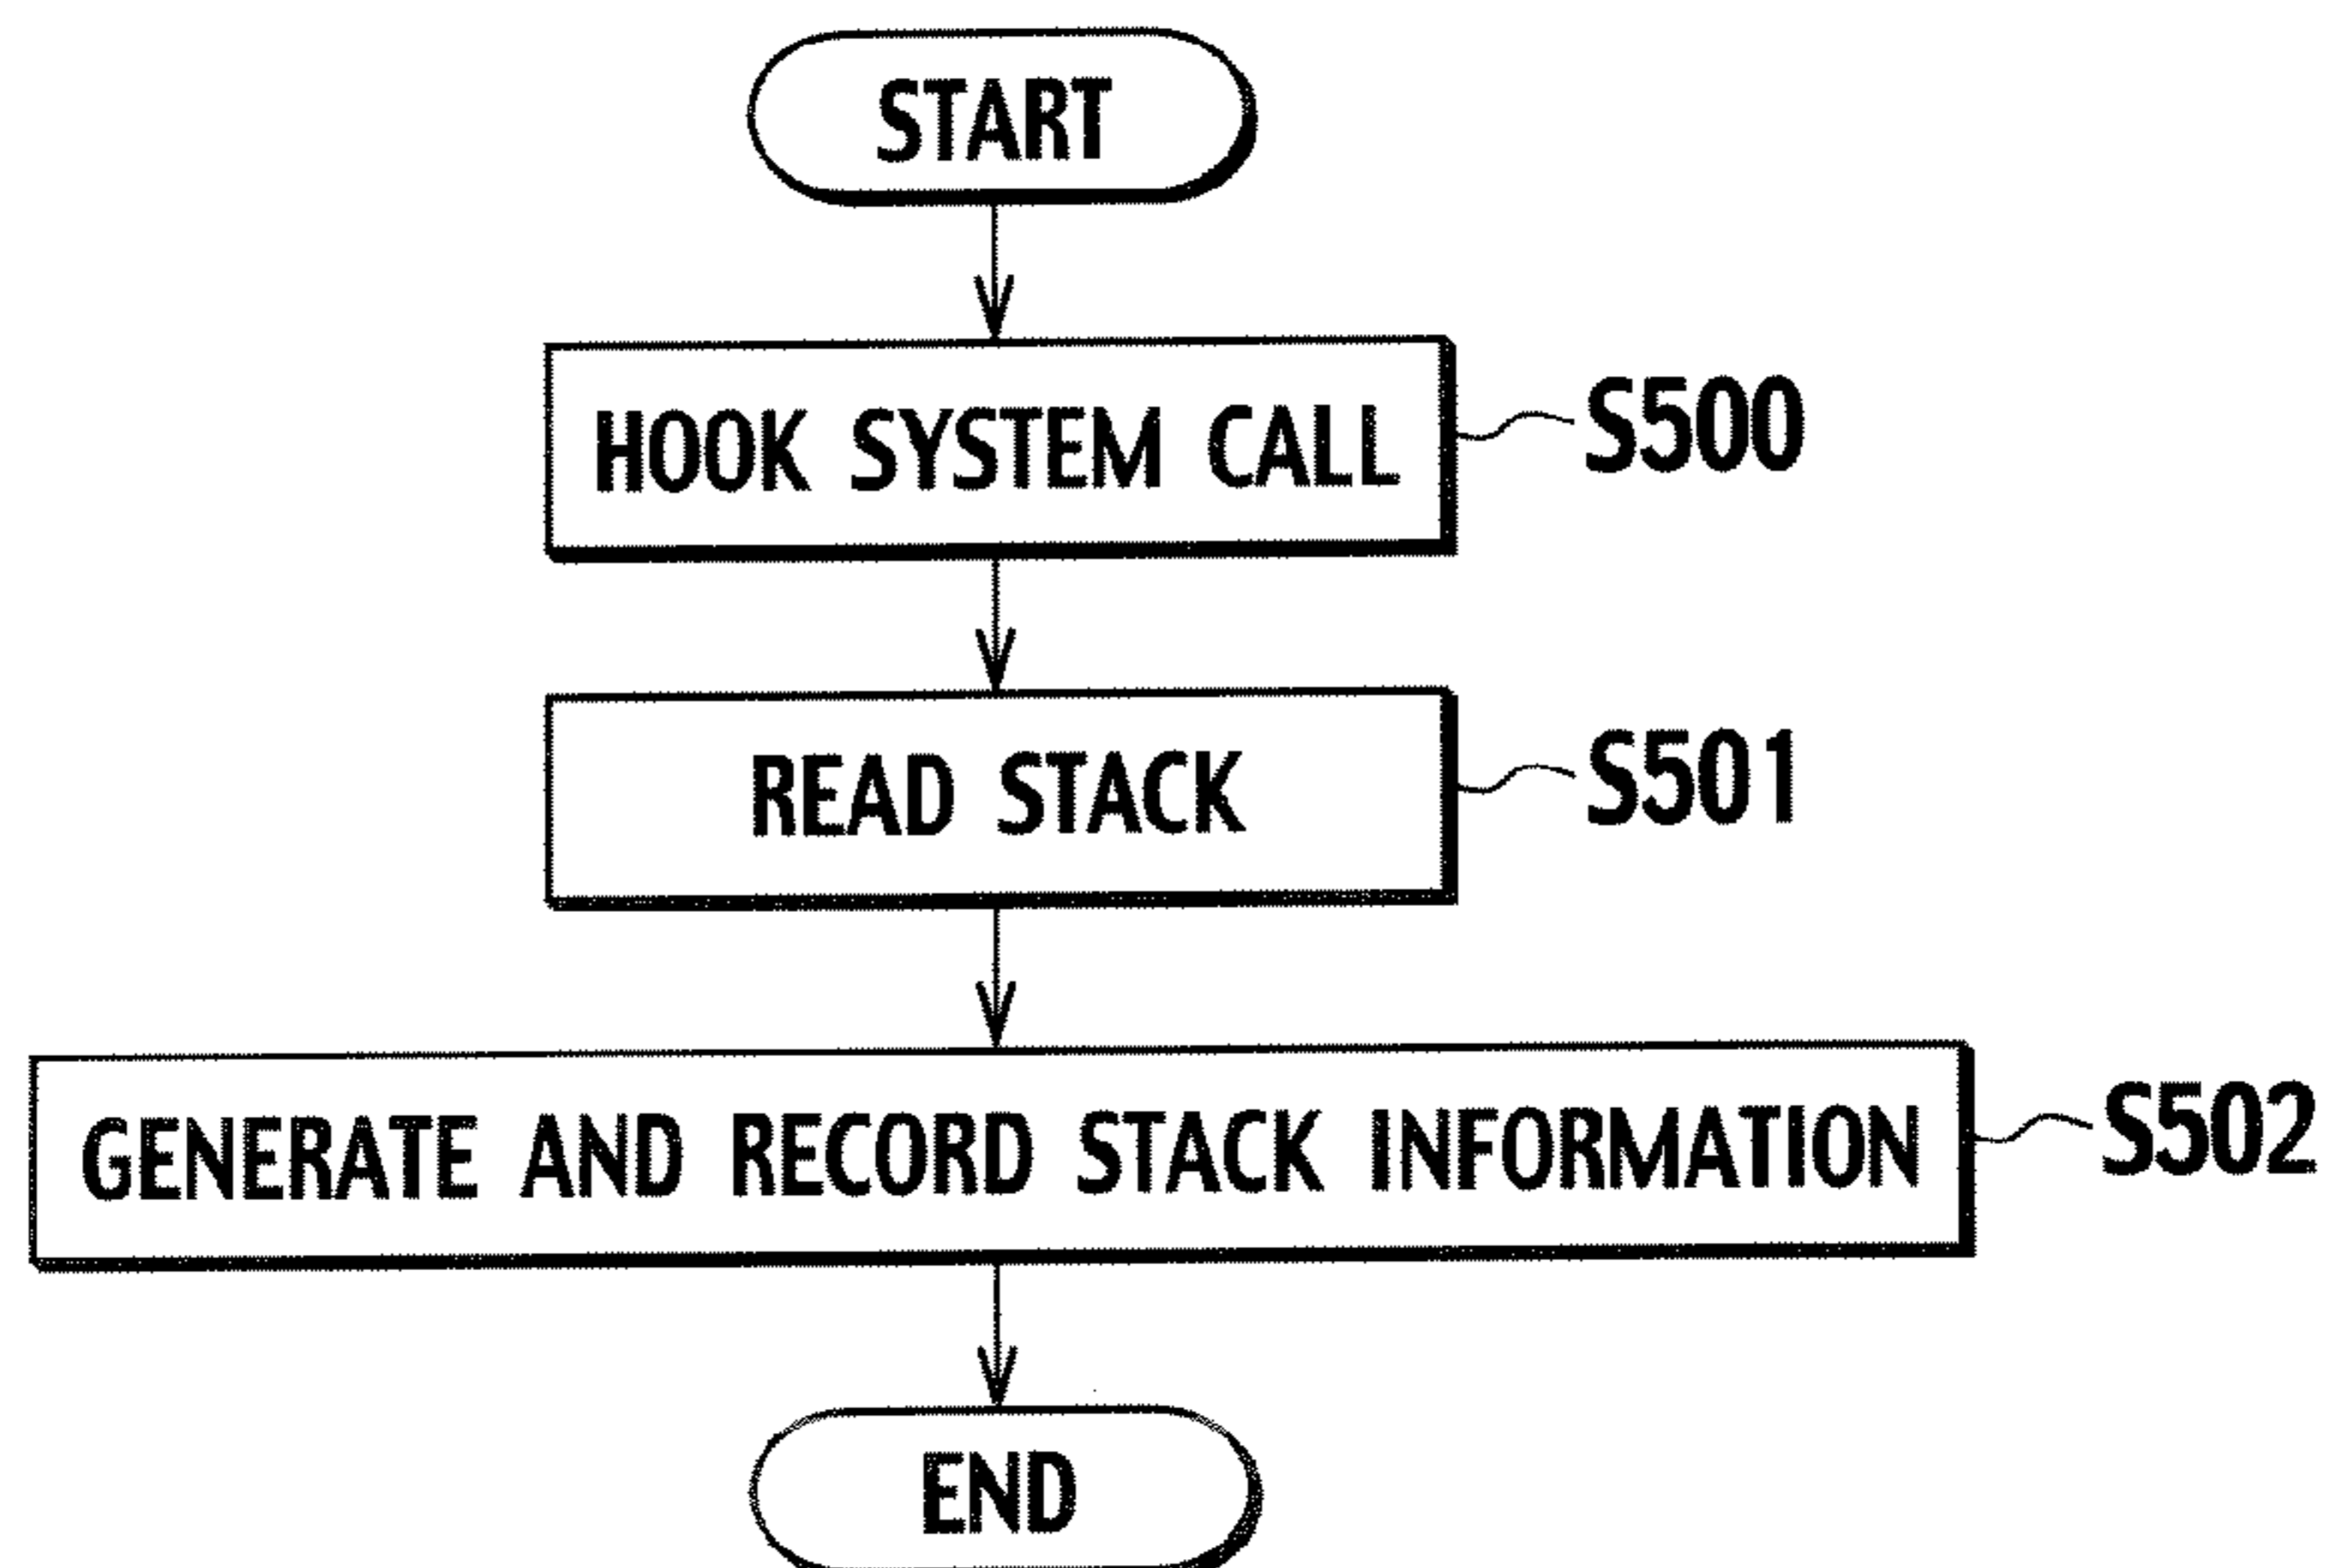 START
HOOK SYSTEM CALL
S500
READ STACK
S501
GENERATE AND RECORD STACK INFORMATION
S502
END